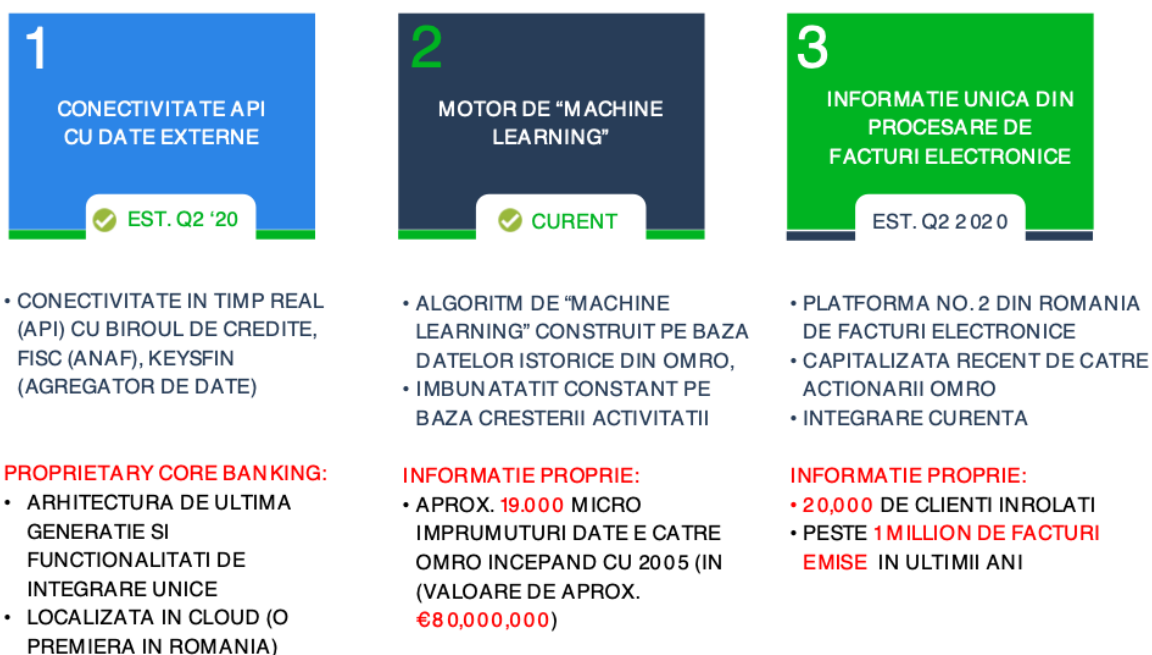 1
CONECTIVITATE API
CU DATE EXTERNE
EST. Q2 ‘20
• CONECTIVITATE IN TIMP REAL
(API) CU BIROUL DE CREDITE,
FISC (ANAF), KEYSFIN
(AGREGATOR DE DATE)
PROPRIETARY CORE BANKING:
• ARHITECTURA DE ULTIMA
GENERATIE SI
FUNCTIONALITATI DE
INTEGRARE UNICE
• LOCALIZATA IN CLOUD (O
PREMIERA IN ROMANIA)
2
MOTOR DE “MACHINE
LEARNING”
CURENT
• ALGORITM DE “MACHINE
LEARNING” CONSTRUIT PE BAZA
DATELOR ISTORICE DIN OMRO,
• IMBUNATATIT CONSTANT PE
BAZA CRESTERII ACTIVITATII
INFORMATIE PROPRIE:
• APROX. 19.000 MICRO
IMPRUMUTURI DATE E CATRE
OMRO INCEPAND CU 2005 (IN
(VALOARE DE APROX.
€80,000,000)
3
INFORMATIE UNICA DIN
PROCESARE DE
FACTURI ELECTRONICE
EST. Q2 2020
• PLATFORMA NO. 2 DIN ROMANIA
DE FACTURI ELECTRONICE
• CAPITALIZATA RECENT DE CATRE
ACTIONARII OMRO
• INTEGRARE CURENTA
INFORMATIE PROPRIE:
• 20,000 DE CLIENTI INROLATI
• PESTE 1 MILLION DE FACTURI
EMISE IN ULTIMII ANI